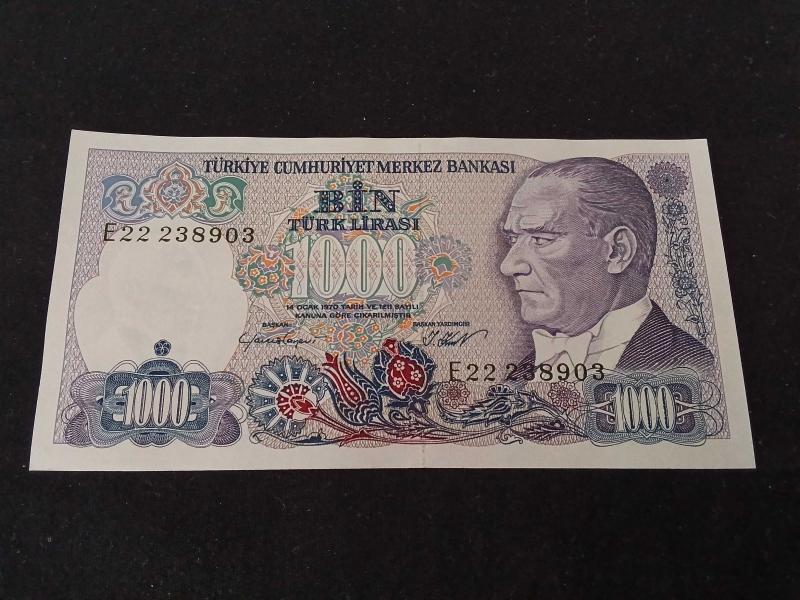 TÜRKİYE CUMHURİYET MERKEZ BANKASI
BİN
TÜRK LİRASI
E22 238903
1000
14 OCAK 1970 TARİH VE 1211 SAYILI
KANUNA GÖRE ÇIKARILMIŞTIR
BAŞKAN BAŞKAN YARDIMCISI
E22 238903
1000 1000